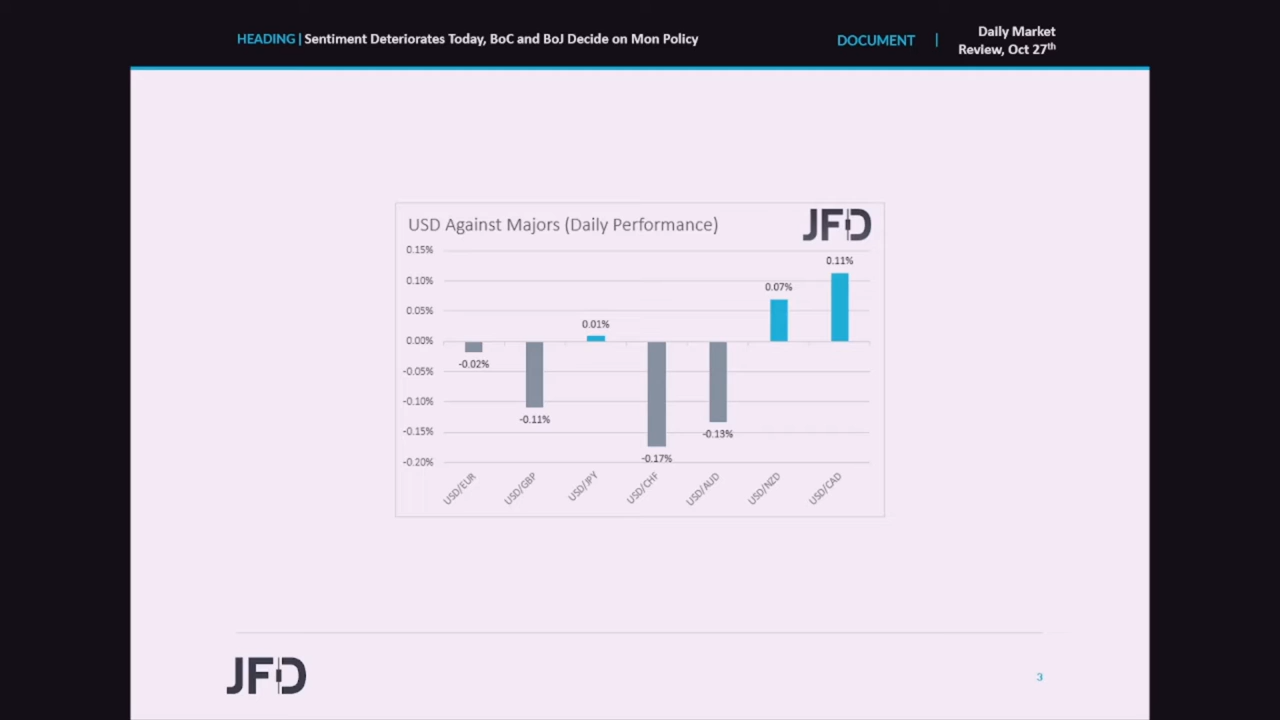 HEADING | Sentiment Deteriorates Today, BoC and BoJ Decide on Mon Policy
DOCUMENT |
Daily Market
Review, Oct 27th
USD Against Majors (Daily Performance)
JFD
0.15%
0.10%
0.05%
0.00%
-0.05%
-0.10%
-0.15%
-0.20%
-0.02%
-0.11%
0.01%
-0.17%
-0.13%
0.07%
0.11%
USD/EUR
USD/GBP
USD/JPY
USD/CHF
USD/AUD
USD/NZD
USD/CAD
JFD
3